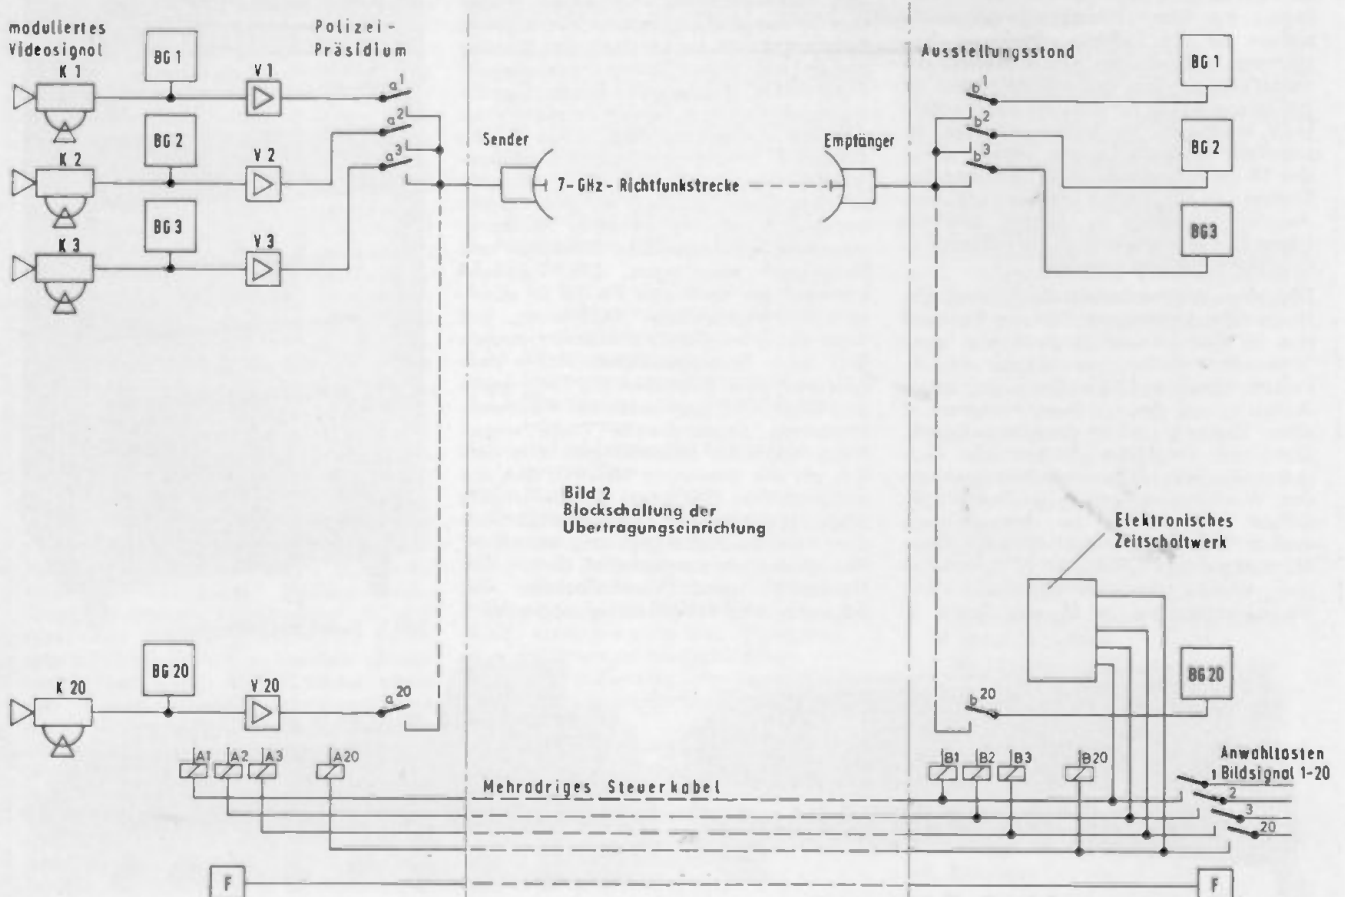 moduliertes
Videosignal
Polizei-
Präsidium
Ausstellungsstand
K 1
BG 1
V 1
a1
b1
BG 1
K 2
BG 2
V 2
a2
b2
BG 2
K 3
BG 3
V 3
a3
b3
BG3
Sender
Empfänger
7-GHz-Richtfunkstrecke
Bild 2
Blockschaltung der
Übertragungseinrichtung
Elektronisches
Zeitschaltwerk
K 20
BG 20
V 20
a20
b20
BG20
A1
A2
A3
A20
B1
B2
B3
B20
Anwahltasten
Bildsignal 1-20
1
2
3
20
Mehradriges Steuerkabel
F
F